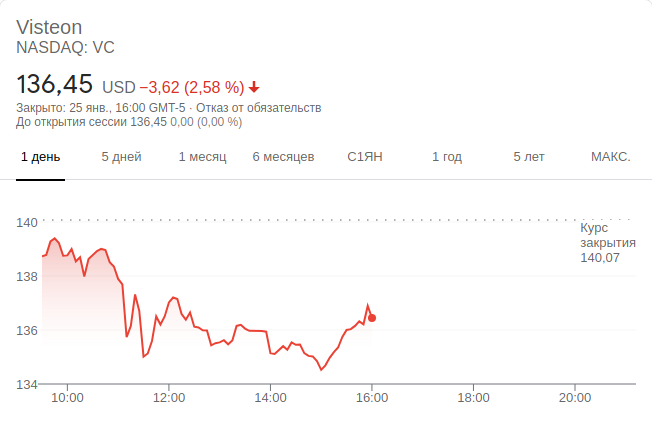 Visteon
NASDAQ: VC
136,45 USD −3,62 (2,58 %)
Закрыто: 25 янв., 16:00 GMT-5 · Отказ от обязательств
До открытия сессии 136,45 0,00 (0,00 %)
1 день 5 дней 1 месяц 6 месяцев С1ЯН 1 год 5 лет МАКС.
140
Курс
закрытия
140,07
138
136
134
10:00 12:00 14:00 16:00 18:00 20:00